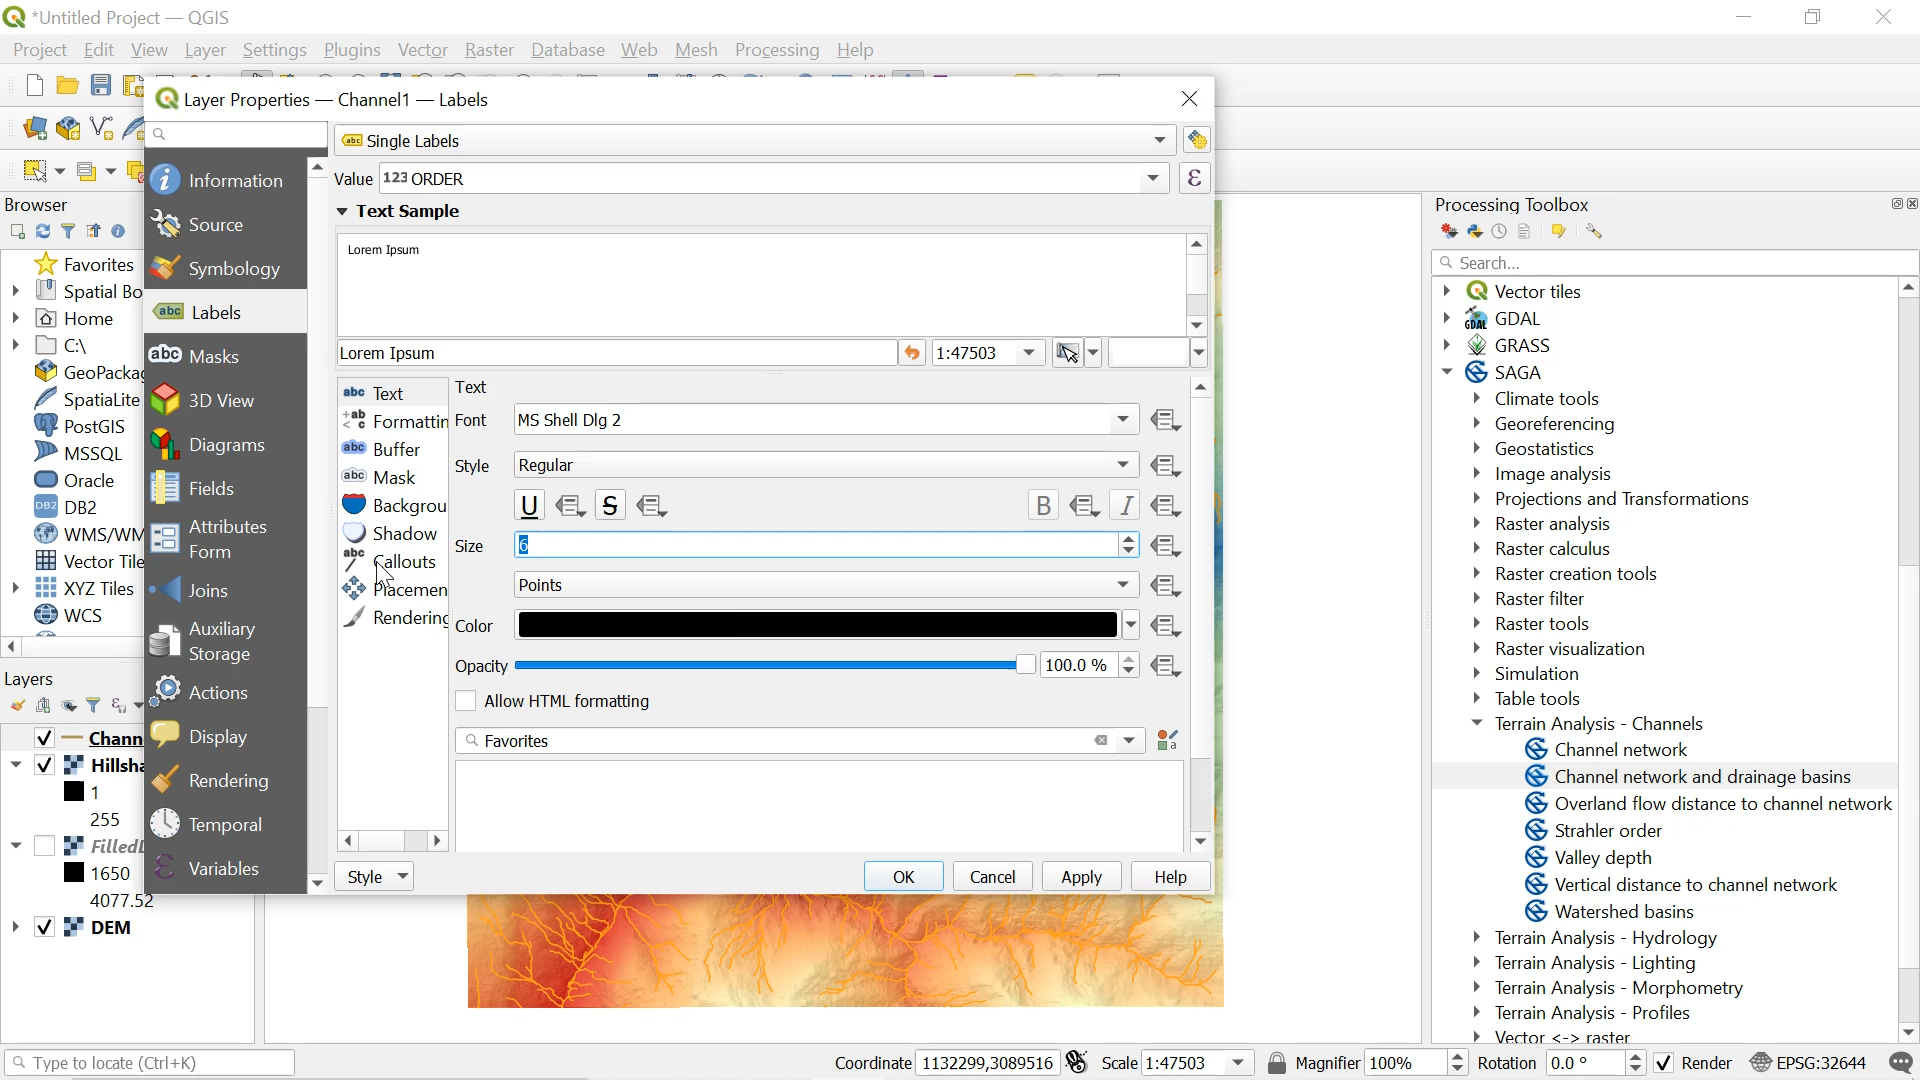 *Untitled Project — QGIS
Project Edit View Layer Settings Plugins Vector Raster Database Web Mesh Processing Help
Layer Properties — Channel1 — Labels
Information
Source
Symbology
abc Labels
abc Masks
3D View
Diagrams
Fields
Attributes
Form
Joins
Auxiliary
Storage
Actions
Display
Rendering
Temporal
Variables
abc Single Labels
Value 123 ORDER
Text Sample
Lorem Ipsum
Lorem Ipsum
1:47503
abc Text
Formattin
abc Buffer
abc Mask
Backgrou
Shadow
Callouts
Placemen
Rendering
Text
Font MS Shell Dlg 2
Style Regular
U S B I
Size 6
Points
Color
Opacity 100.0 %
Allow HTML formatting
Favorites
Style
OK Cancel Apply Help
Browser
Favorites
Spatial Bo
Home
C:\
GeoPackag
SpatiaLite
PostGIS
MSSQL
Oracle
DB2 DB2
WMS/WM
Vector Tile
XYZ Tiles
WCS
Layers
Chann
Hillsha
1
255
FilledD
1650
4077.52
DEM
Processing Toolbox
Search...
Vector tiles
GDAL GDAL
GRASS
SAGA
Climate tools
Georeferencing
Geostatistics
Image analysis
Projections and Transformations
Raster analysis
Raster calculus
Raster creation tools
Raster filter
Raster tools
Raster visualization
Simulation
Table tools
Terrain Analysis - Channels
Channel network
Channel network and drainage basins
Overland flow distance to channel network
Strahler order
Valley depth
Vertical distance to channel network
Watershed basins
Terrain Analysis - Hydrology
Terrain Analysis - Lighting
Terrain Analysis - Morphometry
Terrain Analysis - Profiles
Vector <-> raster
Type to locate (Ctrl+K)
Coordinate 1132299,3089516 Scale 1:47503 Magnifier 100% Rotation 0.0 ° Render EPSG:32644